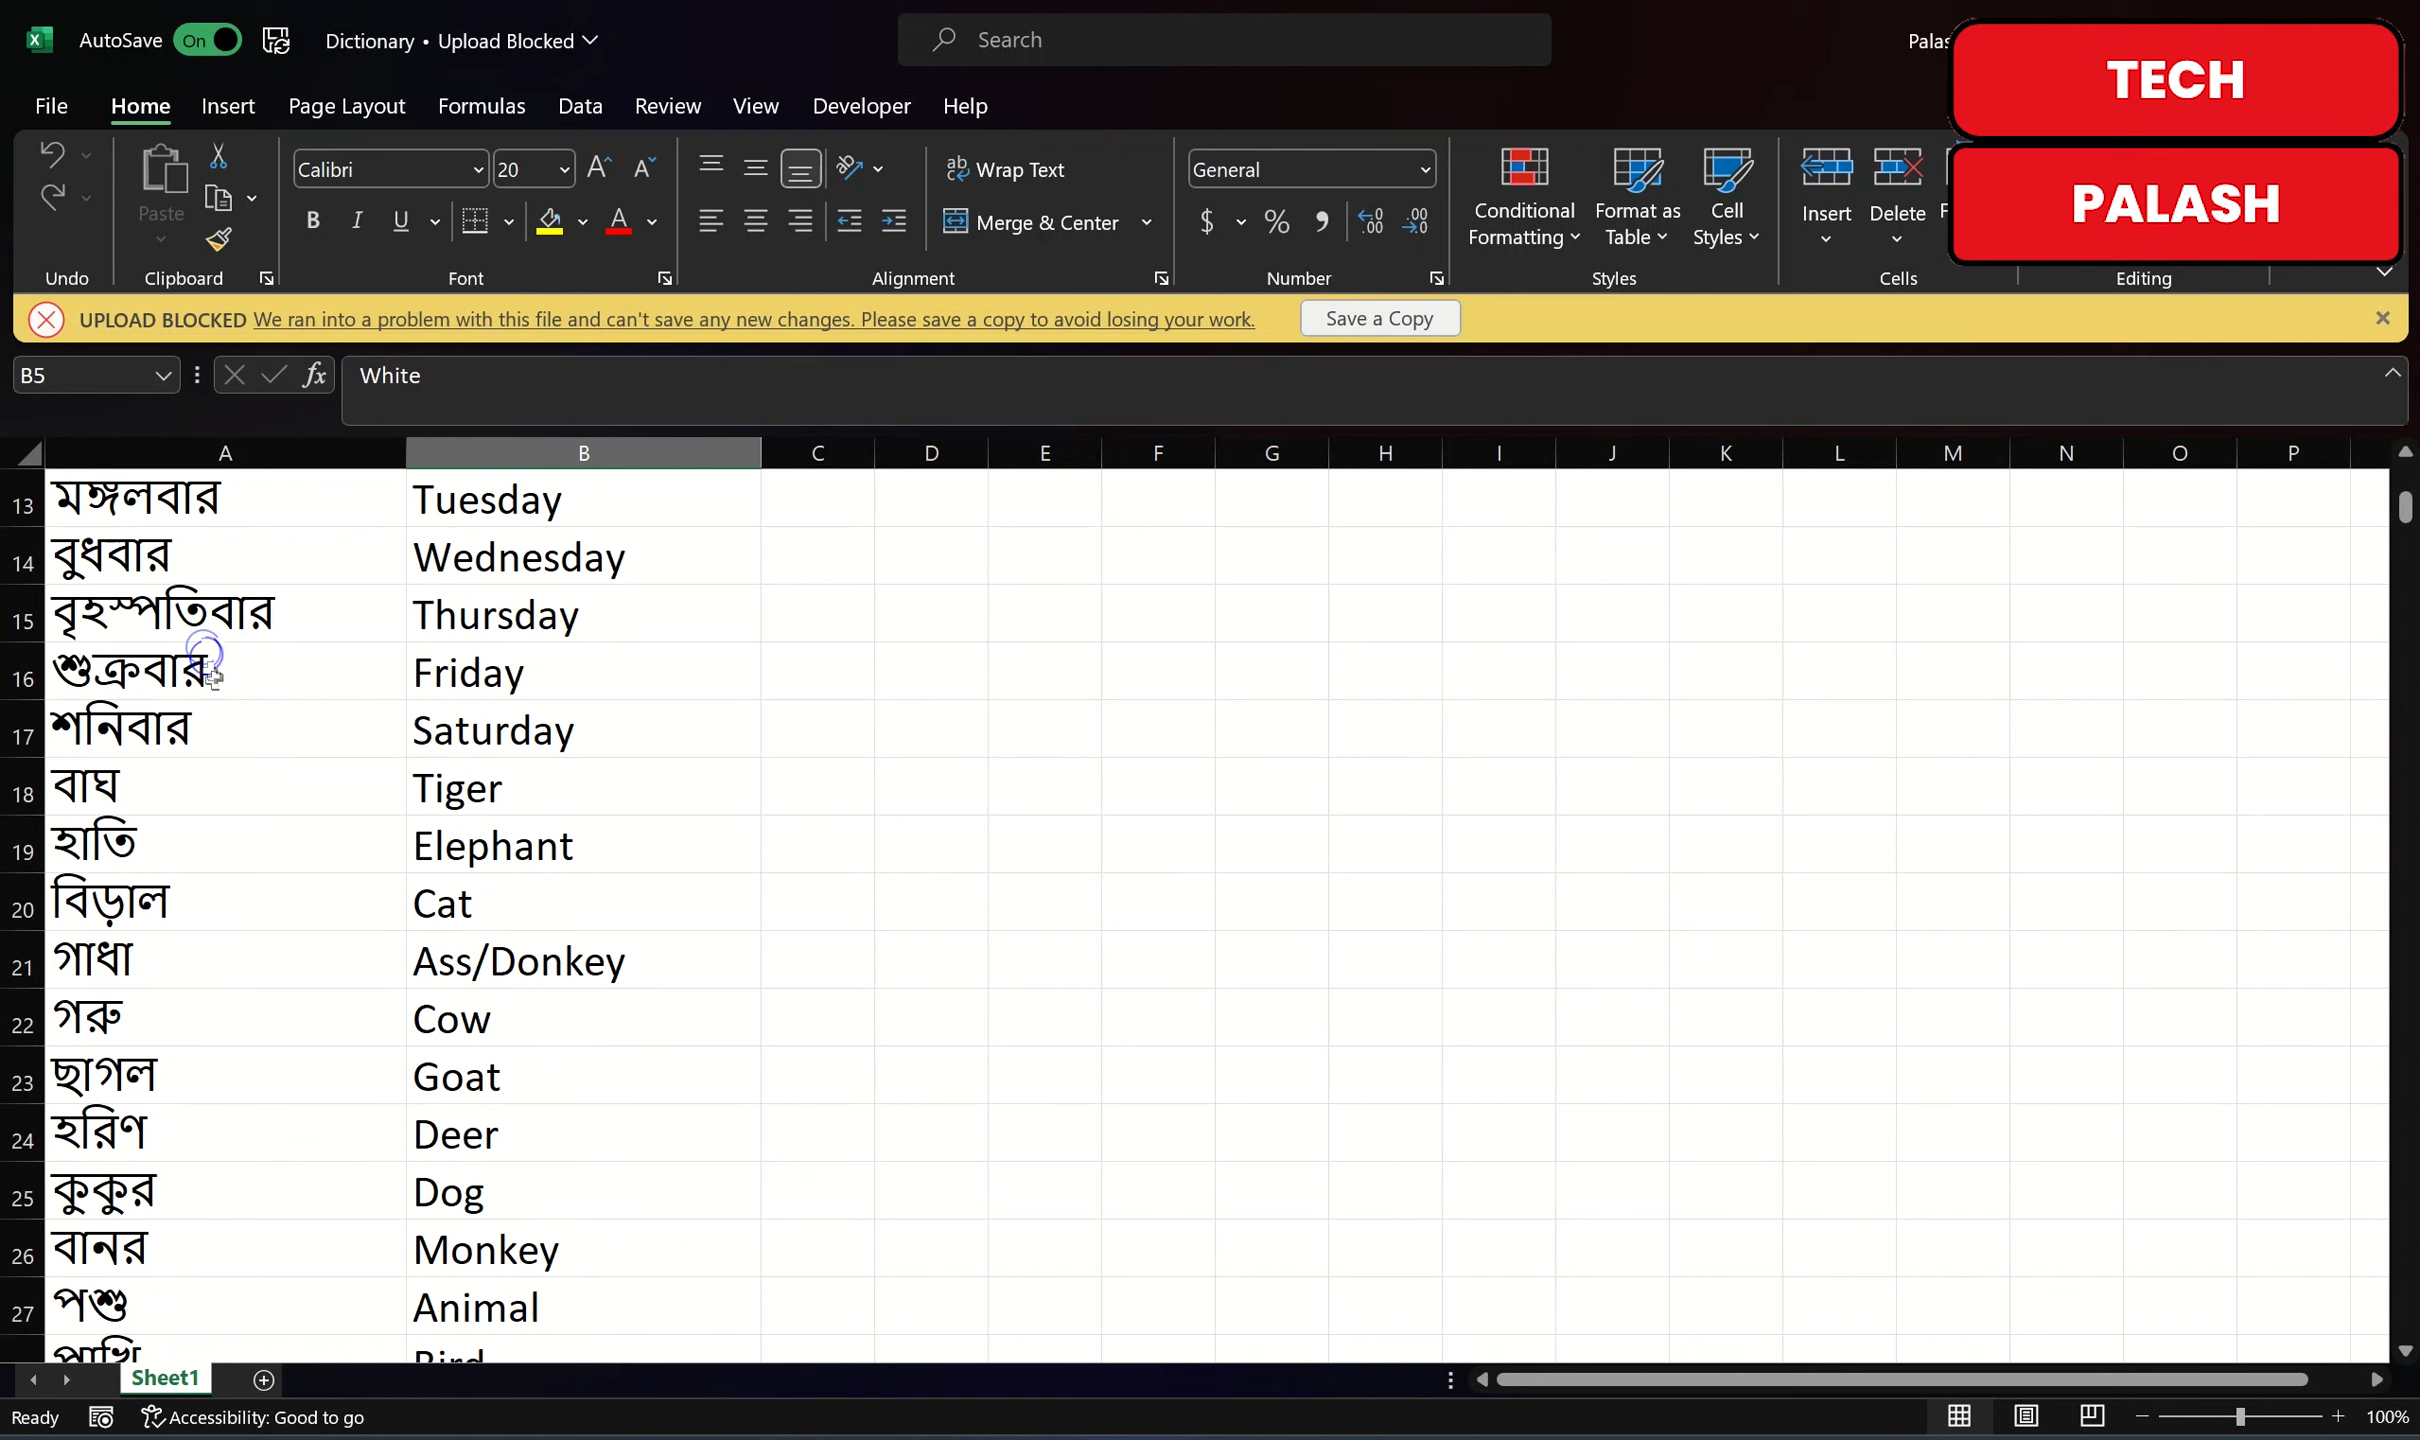 AutoSave On Dictionary • Upload Blocked Search
TECH
PALASH
File Home Insert Page Layout Formulas Data Review View Developer Help
Paste
Calibri 20
B I U
ab Wrap Text
Merge & Center
General
$ %
Conditional Formatting
Format as Table
Cell Styles
Insert Delete
Undo Clipboard Font Alignment Number Styles Cells Editing
UPLOAD BLOCKED We ran into a problem with this file and can't save any new changes. Please save a copy to avoid losing your work. Save a Copy
B5 fx White
A B C D E F G H I J K L M N O P
13 মঙ্গলবার Tuesday
14 বুধবার Wednesday
15 বৃহস্পতিবার Thursday
16 শুক্রবার Friday
17 শনিবার Saturday
18 বাঘ Tiger
19 হাতি Elephant
20 বিড়াল Cat
21 গাধা Ass/Donkey
22 গরু Cow
23 ছাগল Goat
24 হরিণ Deer
25 কুকুর Dog
26 বানর Monkey
27 পশু Animal
পাখি Bird
Sheet1
Ready Accessibility: Good to go 100%